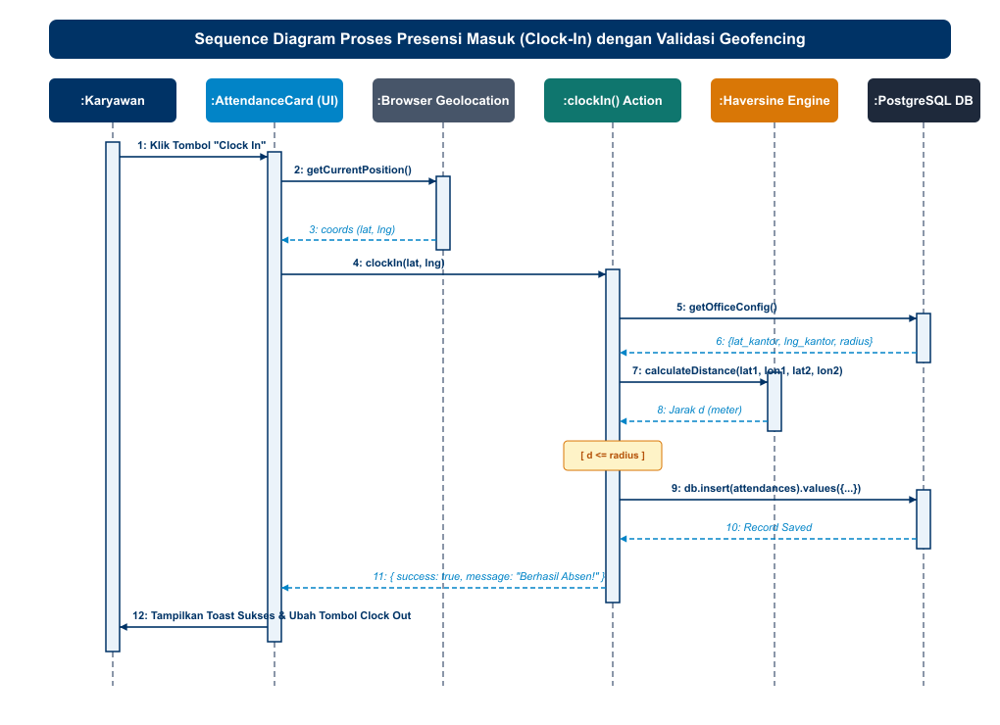 Sequence Diagram Proses Presensi Masuk (Clock-In) dengan Validasi Geofencing
:Karyawan
:AttendanceCard (UI)
:Browser Geolocation
:clockIn() Action
:Haversine Engine
:PostgreSQL DB
1: Klik Tombol "Clock In"
2: getCurrentPosition()
3: coords (lat, lng)
4: clockIn(lat, lng)
5: getOfficeConfig()
6: {lat_kantor, lng_kantor, radius}
7: calculateDistance(lat1, lon1, lat2, lon2)
8: Jarak d (meter)
[ d <= radius ]
9: db.insert(attendances).values({...})
10: Record Saved
11: { success: true, message: "Berhasil Absen!" }
12: Tampilkan Toast Sukses & Ubah Tombol Clock Out